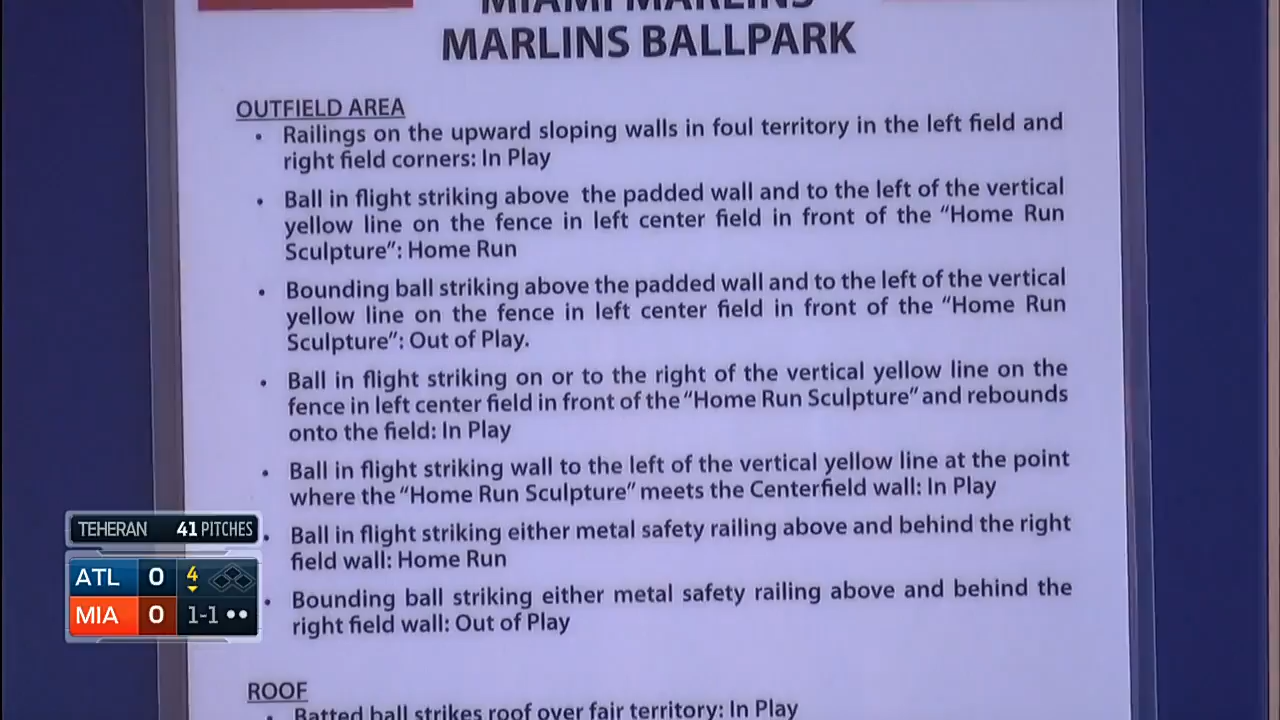 MIAMI MARLINS
MARLINS BALLPARK
OUTFIELD AREA
• Railings on the upward sloping walls in foul territory in the left field and
right field corners: In Play
• Ball in flight striking above the padded wall and to the left of the vertical
yellow line on the fence in left center field in front of the “Home Run
Sculpture”: Home Run
• Bounding ball striking above the padded wall and to the left of the vertical
yellow line on the fence in left center field in front of the “Home Run
Sculpture”: Out of Play.
• Ball in flight striking on or to the right of the vertical yellow line on the
fence in left center field in front of the “Home Run Sculpture” and rebounds
onto the field: In Play
• Ball in flight striking wall to the left of the vertical yellow line at the point
where the “Home Run Sculpture” meets the Centerfield wall: In Play
• Ball in flight striking either metal safety railing above and behind the right
field wall: Home Run
• Bounding ball striking either metal safety railing above and behind the
right field wall: Out of Play
ROOF
• Batted ball strikes roof over fair territory: In Play
TEHERAN 41 PITCHES
ATL 0 4
MIA 0 1-1